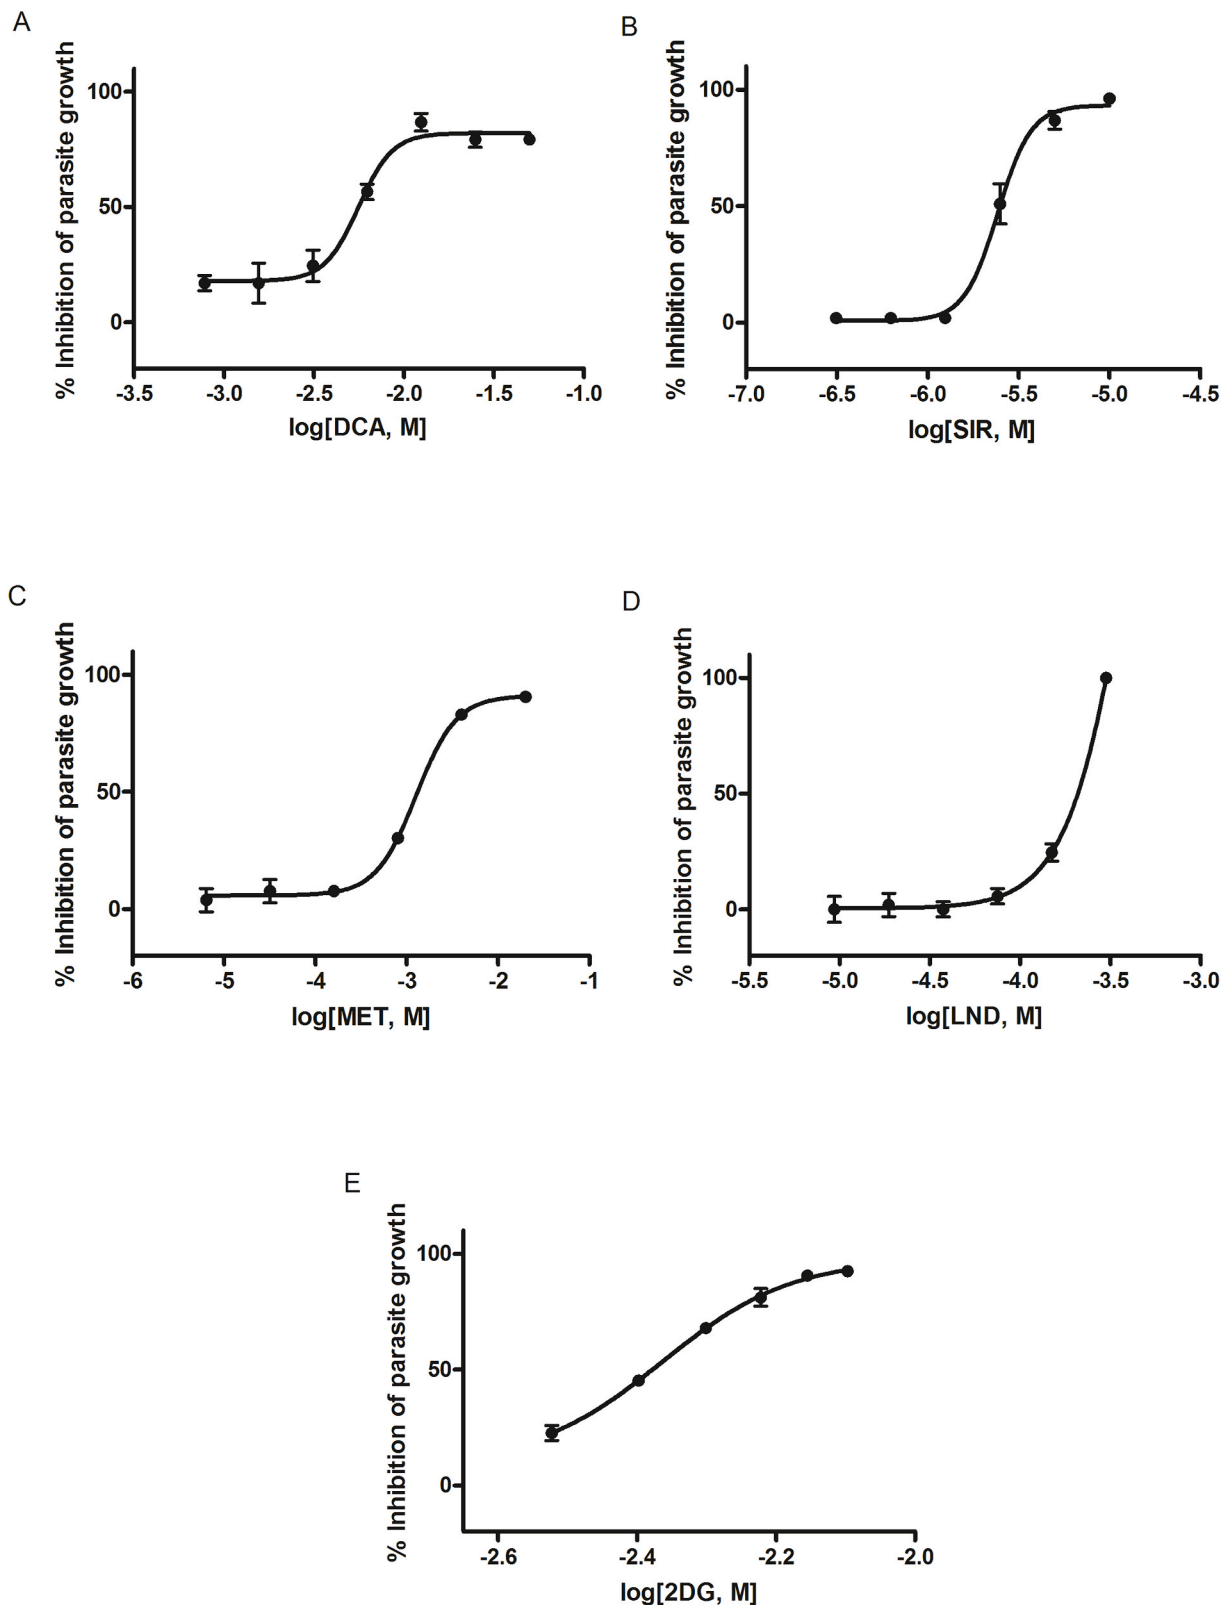 A
% Inhibition of parasite growth
100
50
0
-3.5 -3.0 -2.5 -2.0 -1.5 -1.0
log[DCA, M]
B
% Inhibition of parasite growth
100
50
0
-7.0 -6.5 -6.0 -5.5 -5.0 -4.5
log[SIR, M]
C
% Inhibition of parasite growth
100
50
0
-6 -5 -4 -3 -2 -1
log[MET, M]
D
% Inhibition of parasite growth
100
50
0
-5.5 -5.0 -4.5 -4.0 -3.5 -3.0
log[LND, M]
E
% Inhibition of parasite growth
100
50
0
-2.6 -2.4 -2.2 -2.0
log[2DG, M]